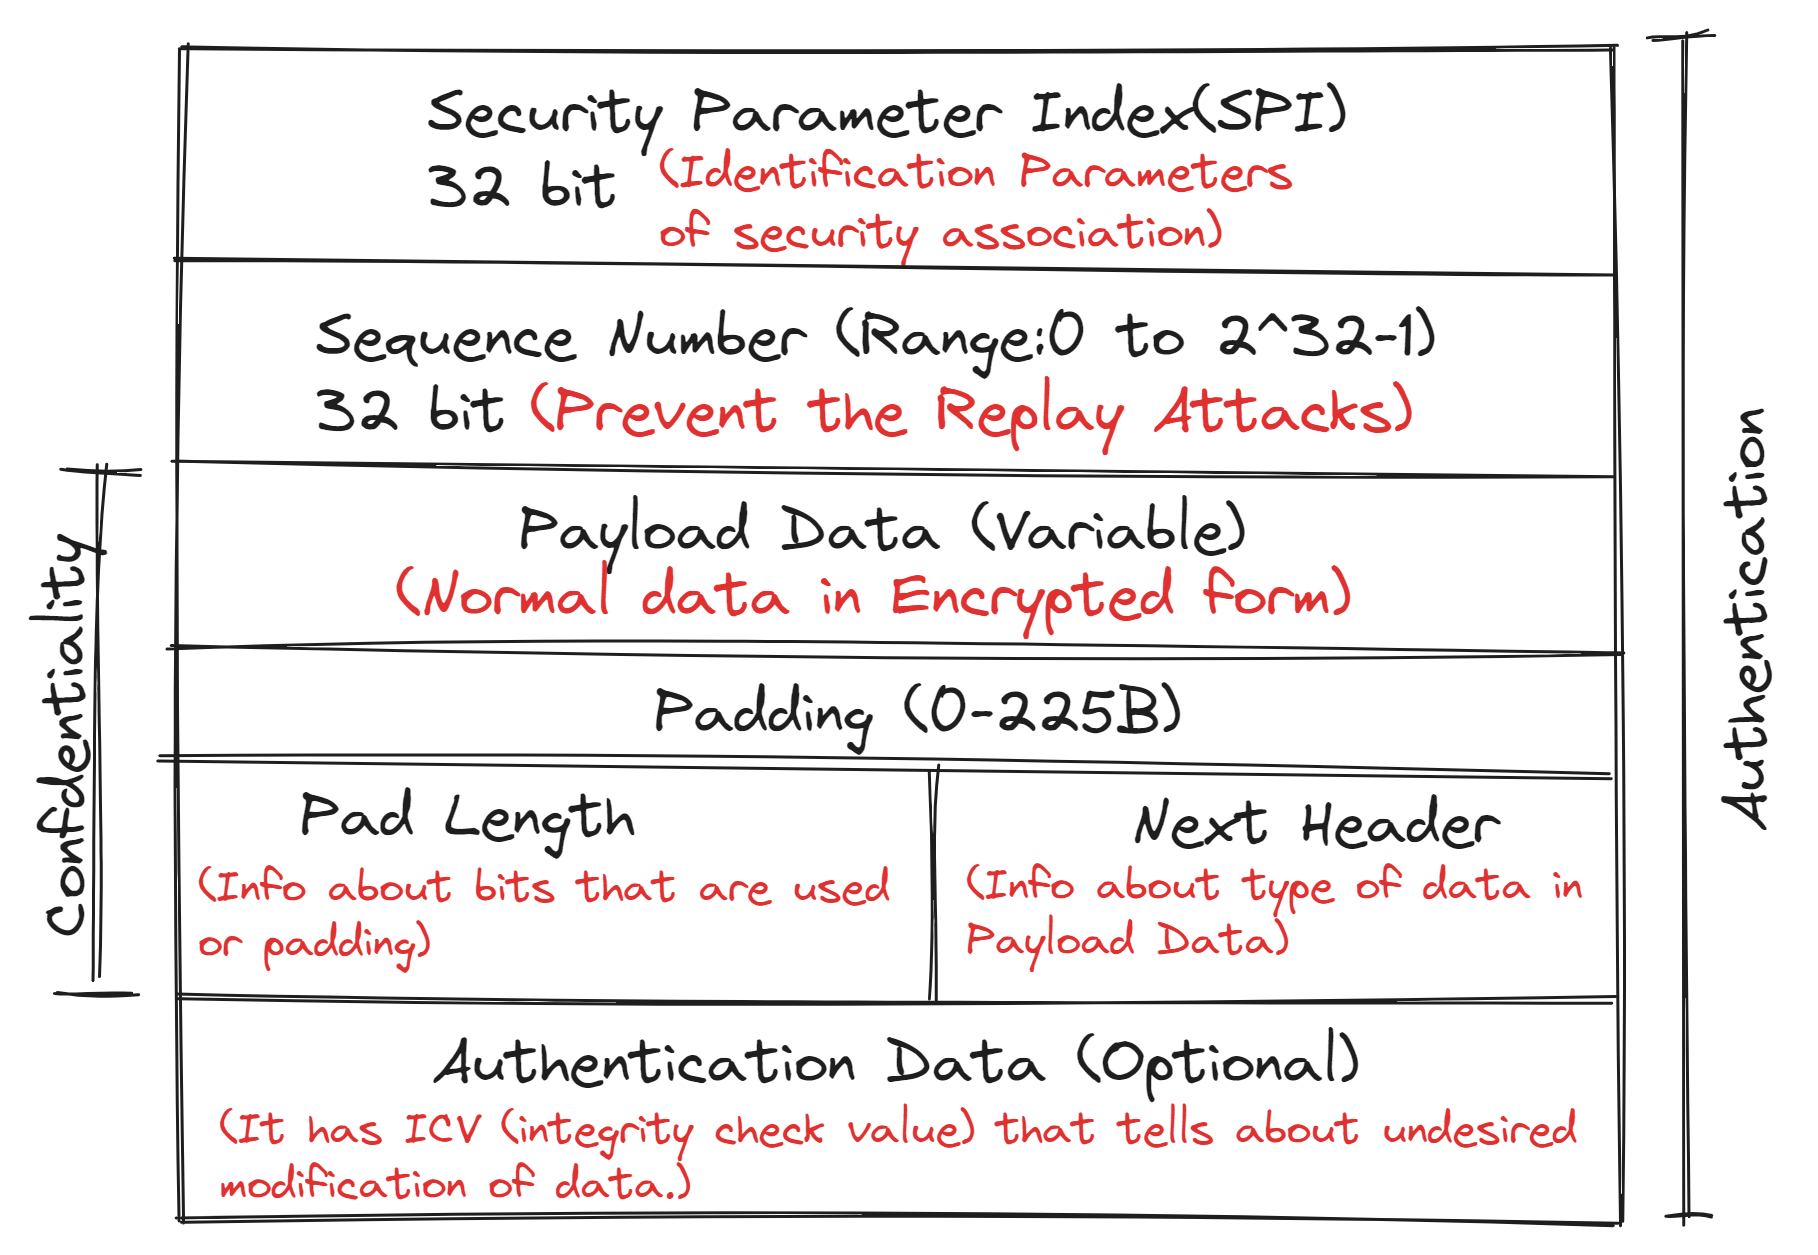 Security Parameter Index(SPI)
32 bit (Identification Parameters
of security association)
Sequence Number (Range:0 to 2^32-1)
32 bit (Prevent the Replay Attacks)
Payload Data (Variable)
(Normal data in Encrypted form)
Padding (0-225B)
Pad Length
(Info about bits that are used
or padding)
Next Header
(Info about type of data in
Payload Data)
Authentication Data (Optional)
(It has ICV (integrity check value) that tells about undesired
modification of data.)
Confdentiality
Authentication